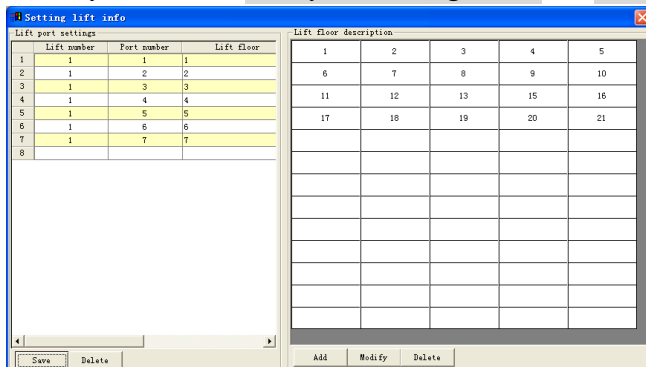 Setting lift info
Lift port settings
Lift number Port number Lift floor
1 1 1 1
2 1 2 2
3 1 3 3
4 1 4 4
5 1 5 5
6 1 6 6
7 1 7 7
8
Save Delete
Lift floor description
1 2 3 4 5
6 7 8 9 10
11 12 13 15 16
17 18 19 20 21
Add Modify Delete